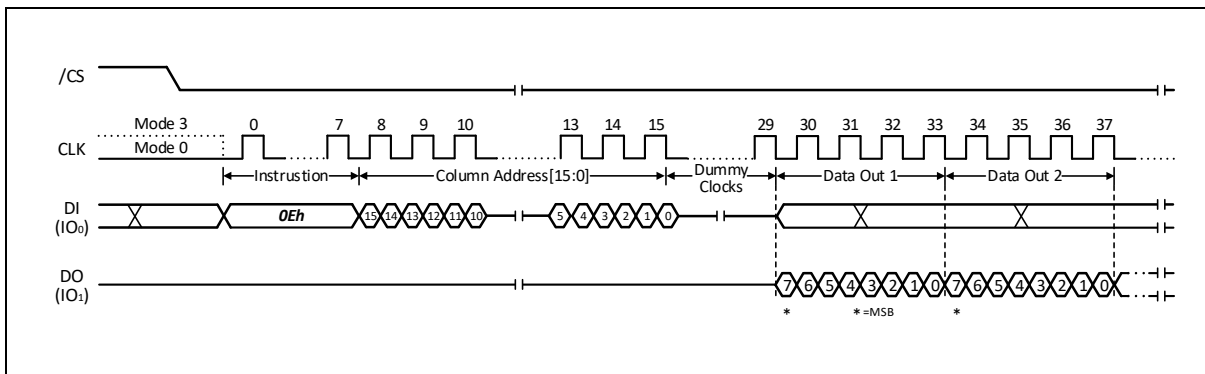 /CS
Mode 3
Mode 0
CLK
0 7 8 9 10 13 14 15 29 30 31 32 33 34 35 36 37
Instrustion
Column Address[15:0]
Dummy
Clocks
Data Out 1
Data Out 2
DI
(IO₀)
0Eh
15 14 13 12 11 10 5 4 3 2 1 0
DO
(IO₁)
7 6 5 4 3 2 1 0 7 6 5 4 3 2 1 0
* * =MSB *